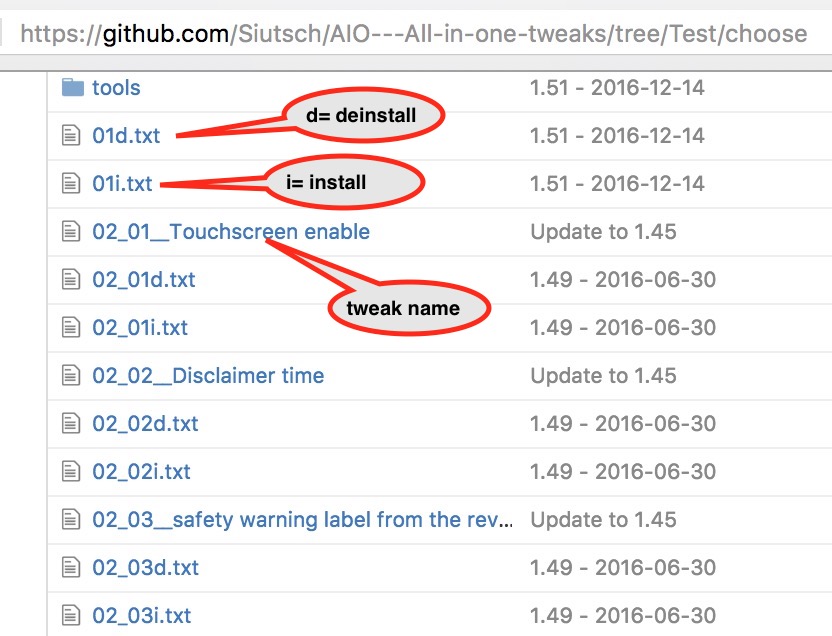 https://github.com/Siutsch/AIO---All-in-one-tweaks/tree/Test/choose
tools 1.51 - 2016-12-14
d= deinstall
01d.txt 1.51 - 2016-12-14
01i.txt i= install 1.51 - 2016-12-14
02_01__Touchscreen enable Update to 1.45
02_01d.txt 1.49 - 2016-06-30
tweak name
02_01i.txt 1.49 - 2016-06-30
02_02__Disclaimer time Update to 1.45
02_02d.txt 1.49 - 2016-06-30
02_02i.txt 1.49 - 2016-06-30
02_03__safety warning label from the rev... Update to 1.45
02_03d.txt 1.49 - 2016-06-30
02_03i.txt 1.49 - 2016-06-30